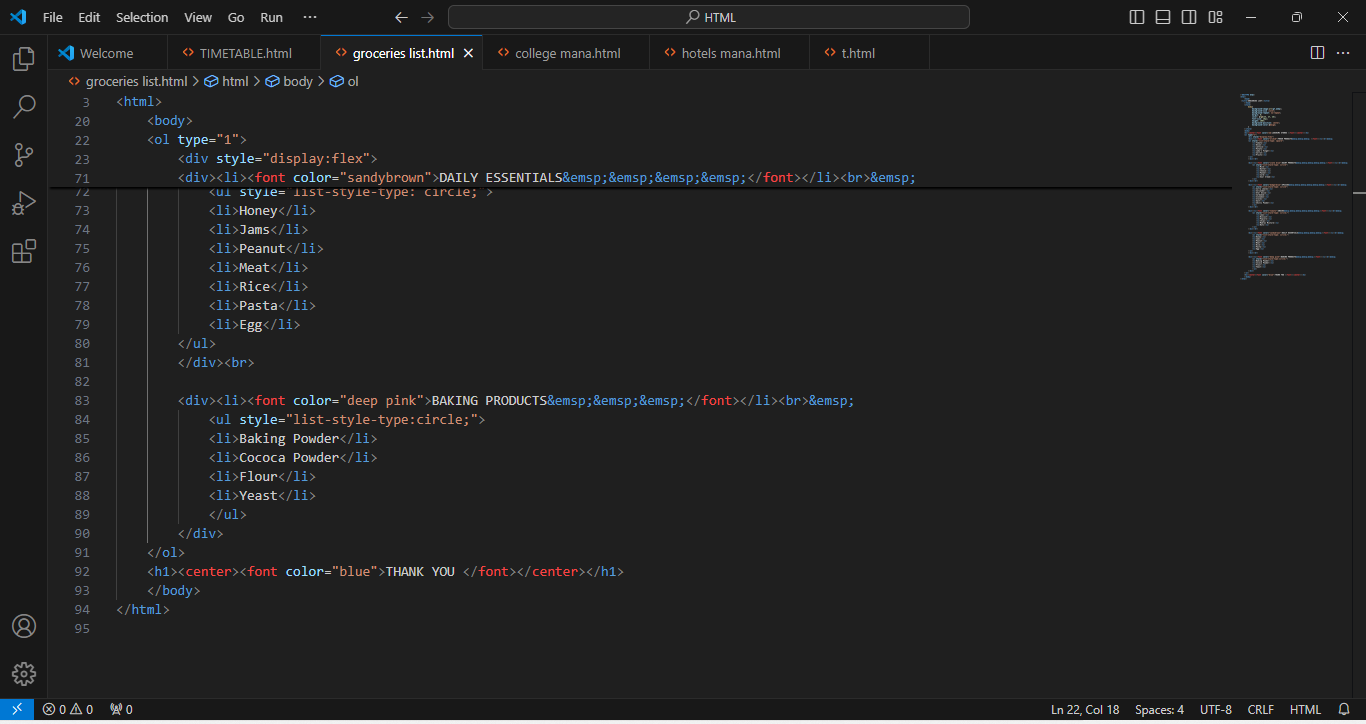 File Edit Selection View Go Run ··· ← → HTML
Welcome <> TIMETABLE.html <> groceries list.html × <> college mana.html <> hotels mana.html <> t.html
<> groceries list.html > html > body > ol
3 <html>
20 <body>
22 <ol type="1">
23 <div style="display:flex">
71 <div><li><font color="sandybrown">DAILY ESSENTIALS&emsp;&emsp;&emsp;&emsp;</font></li><br>&emsp;
72 <ul style="list-style-type: circle;">
73 <li>Honey</li>
74 <li>Jams</li>
75 <li>Peanut</li>
76 <li>Meat</li>
77 <li>Rice</li>
78 <li>Pasta</li>
79 <li>Egg</li>
80 </ul>
81 </div><br>
82
83 <div><li><font color="deep pink">BAKING PRODUCTS&emsp;&emsp;&emsp;</font></li><br>&emsp;
84 <ul style="list-style-type:circle;">
85 <li>Baking Powder</li>
86 <li>Cococa Powder</li>
87 <li>Flour</li>
88 <li>Yeast</li>
89 </ul>
90 </div>
91 </ol>
92 <h1><center><font color="blue">THANK YOU </font></center></h1>
93 </body>
94 </html>
95
0 0 0 Ln 22, Col 18 Spaces: 4 UTF-8 CRLF HTML